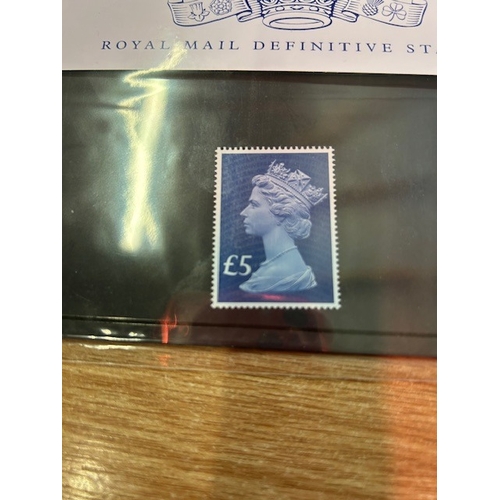 ROYAL MAIL DEFINITIVE ST
£5